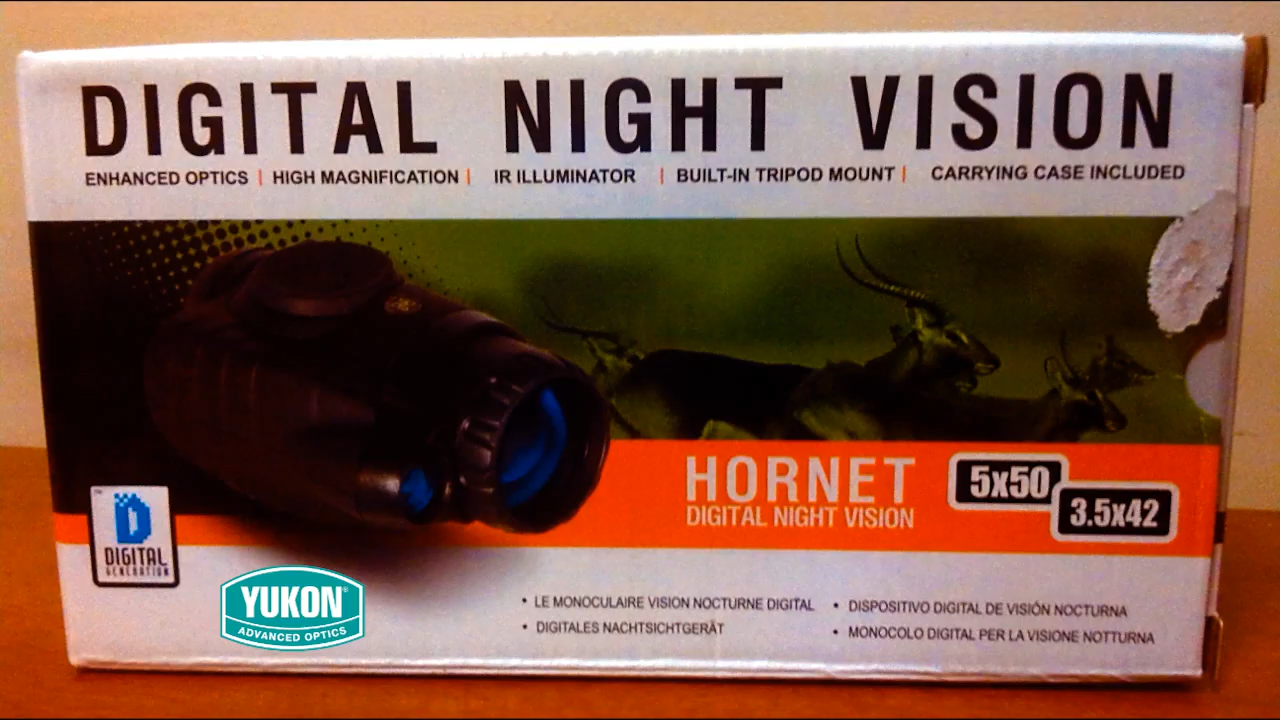 DIGITAL NIGHT VISION
ENHANCED OPTICS | HIGH MAGNIFICATION | IR ILLUMINATOR | BUILT-IN TRIPOD MOUNT | CARRYING CASE INCLUDED
HORNET
DIGITAL NIGHT VISION
5x50
3.5x42
D
DIGITAL
GENERATION
YUKON®
ADVANCED OPTICS
• LE MONOCULAIRE VISION NOCTURNE DIGITAL
• DIGITALES NACHTSICHTGERÄT
• DISPOSITIVO DIGITAL DE VISIÓN NOCTURNA
• MONOCOLO DIGITAL PER LA VISIONE NOTTURNA